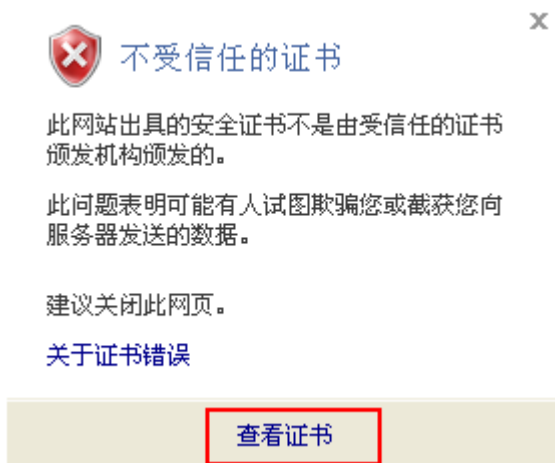 不受信任的证书
此网站出具的安全证书不是由受信任的证书
颁发机构颁发的。
此问题表明可能有人试图欺骗您或截获您向
服务器发送的数据。
建议关闭此网页。
关于证书错误
查看证书